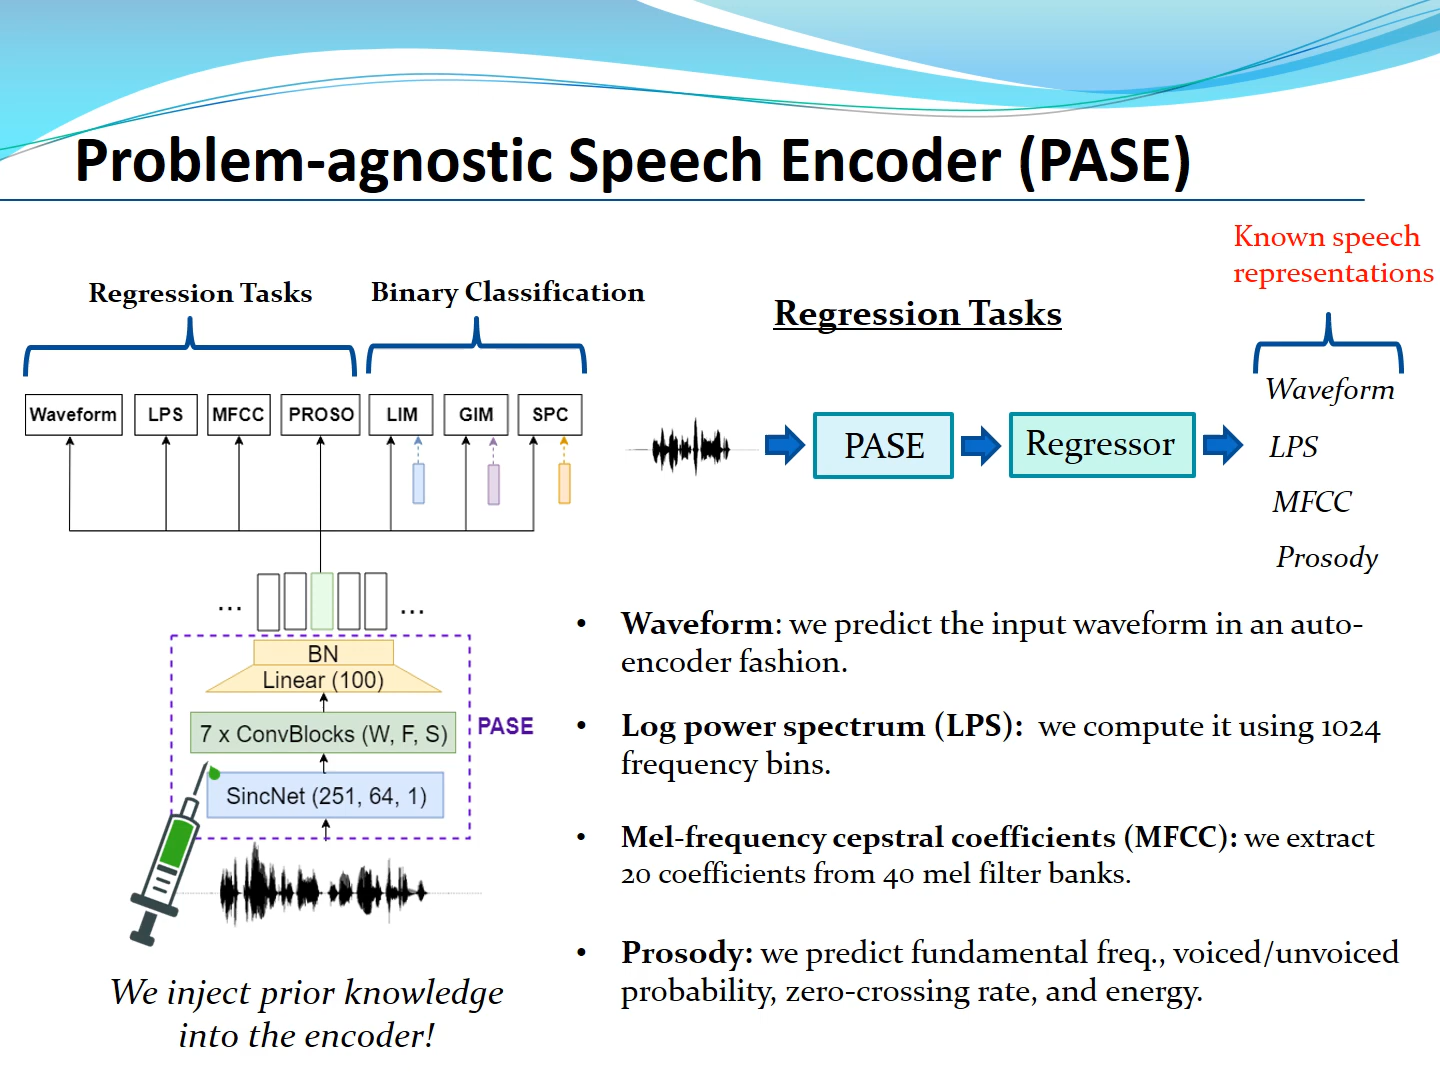 Problem-agnostic Speech Encoder (PASE)
Regression Tasks
Binary Classification
Waveform
LPS
MFCC
PROSO
LIM
GIM
SPC
...
...
BN
Linear (100)
7 x ConvBlocks (W, F, S)
SincNet (251, 64, 1)
PASE
We inject prior knowledge
into the encoder!
Regression Tasks
Known speech
representations
PASE
Regressor
Waveform
LPS
MFCC
Prosody
• Waveform: we predict the input waveform in an auto-
encoder fashion.
• Log power spectrum (LPS): we compute it using 1024
frequency bins.
• Mel-frequency cepstral coefficients (MFCC): we extract
20 coefficients from 40 mel filter banks.
• Prosody: we predict fundamental freq., voiced/unvoiced
probability, zero-crossing rate, and energy.